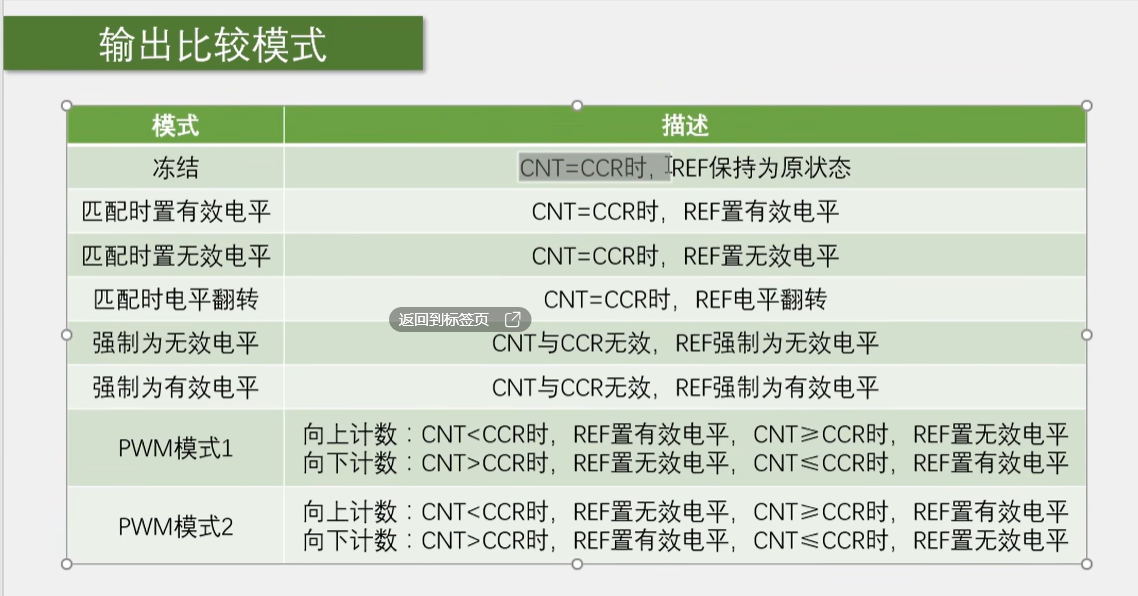 输出比较模式
模式 描述
冻结 CNT=CCR时，REF保持为原状态
匹配时置有效电平 CNT=CCR时，REF置有效电平
匹配时置无效电平 CNT=CCR时，REF置无效电平
匹配时电平翻转 CNT=CCR时，REF电平翻转
返回到标签页
强制为无效电平 CNT与CCR无效，REF强制为无效电平
强制为有效电平 CNT与CCR无效，REF强制为有效电平
PWM模式1
向上计数：CNT<CCR时，REF置有效电平，CNT≥CCR时，REF置无效电平
向下计数：CNT>CCR时，REF置无效电平，CNT≤CCR时，REF置有效电平
PWM模式2
向上计数：CNT<CCR时，REF置无效电平，CNT≥CCR时，REF置有效电平
向下计数：CNT>CCR时，REF置有效电平，CNT≤CCR时，REF置无效电平